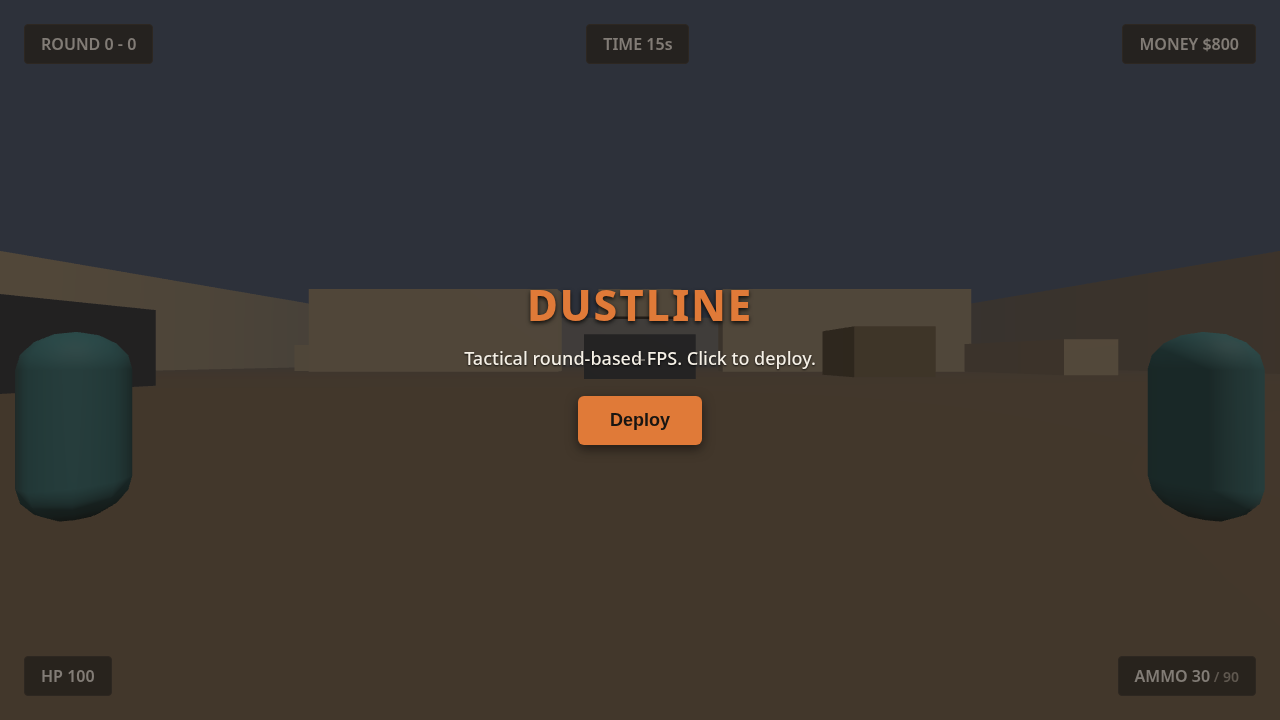 ROUND 0 - 0
TIME 15s
MONEY $800
DUSTLINE
Tactical round-based FPS. Click to deploy.
Deploy
HP 100
AMMO 30 / 90